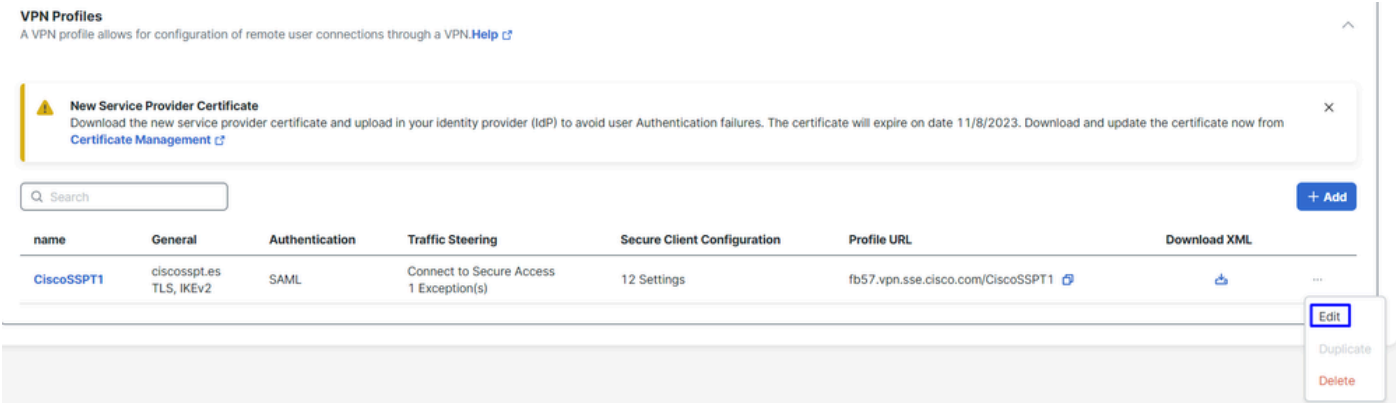 VPN Profiles
A VPN profile allows for configuration of remote user connections through a VPN.Help
New Service Provider Certificate
Download the new service provider certificate and upload in your identity provider (IdP) to avoid user Authentication failures. The certificate will expire on date 11/8/2023. Download and update the certificate now from
Certificate Management
Search
+ Add
name General Authentication Traffic Steering Secure Client Configuration Profile URL Download XML
CiscoSSPT1 ciscosspt.es SAML Connect to Secure Access 12 Settings fb57.vpn.sse.cisco.com/CiscoSSPT1
TLS, IKEv2 1 Exception(s)
Edit
Duplicate
Delete